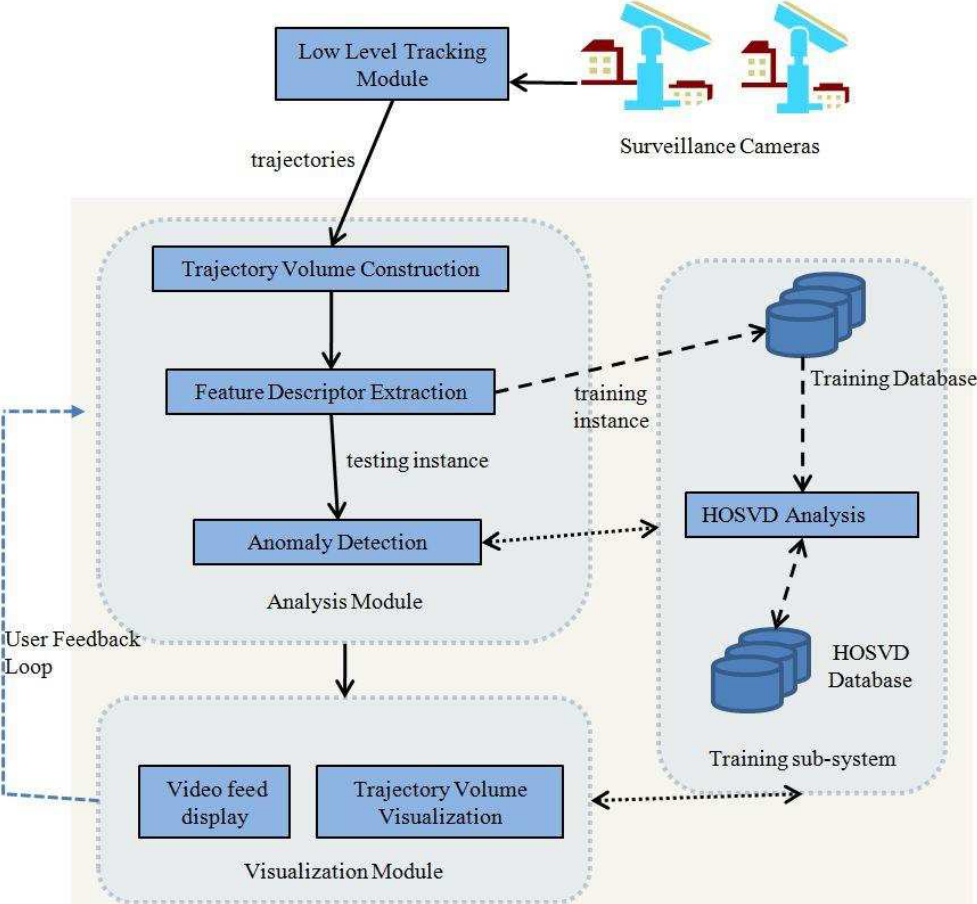 Low Level Tracking
Module
Surveillance Cameras
trajectories
Trajectory Volume Construction
Feature Descriptor Extraction
training
instance
Training Database
testing instance
HOSVD Analysis
Anomaly Detection
Analysis Module
User Feedback
Loop
HOSVD
Database
Training sub-system
Video feed
display
Trajectory Volume
Visualization
Visualization Module